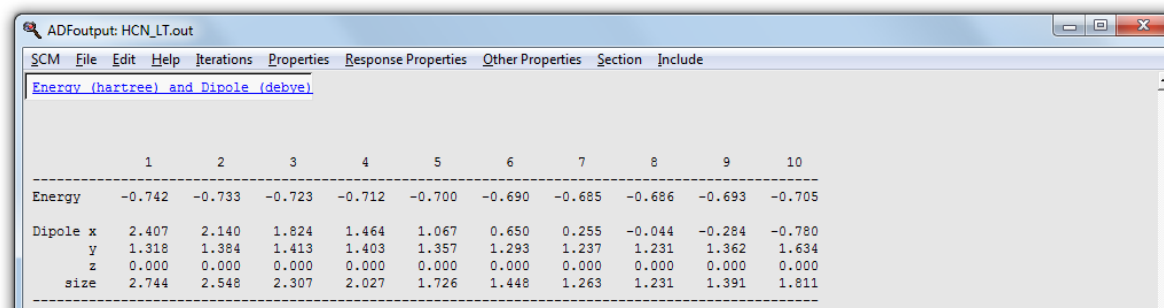 ADFoutput: HCN_LT.out
SCM File Edit Help Iterations Properties Response Properties Other Properties Section Include
Energy (hartree) and Dipole (debye)
1 2 3 4 5 6 7 8 9 10
Energy -0.742 -0.733 -0.723 -0.712 -0.700 -0.690 -0.685 -0.686 -0.693 -0.705
Dipole x 2.407 2.140 1.824 1.464 1.067 0.650 0.255 -0.044 -0.284 -0.780
y 1.318 1.384 1.413 1.403 1.357 1.293 1.237 1.231 1.362 1.634
z 0.000 0.000 0.000 0.000 0.000 0.000 0.000 0.000 0.000 0.000
size 2.744 2.548 2.307 2.027 1.726 1.448 1.263 1.231 1.391 1.811